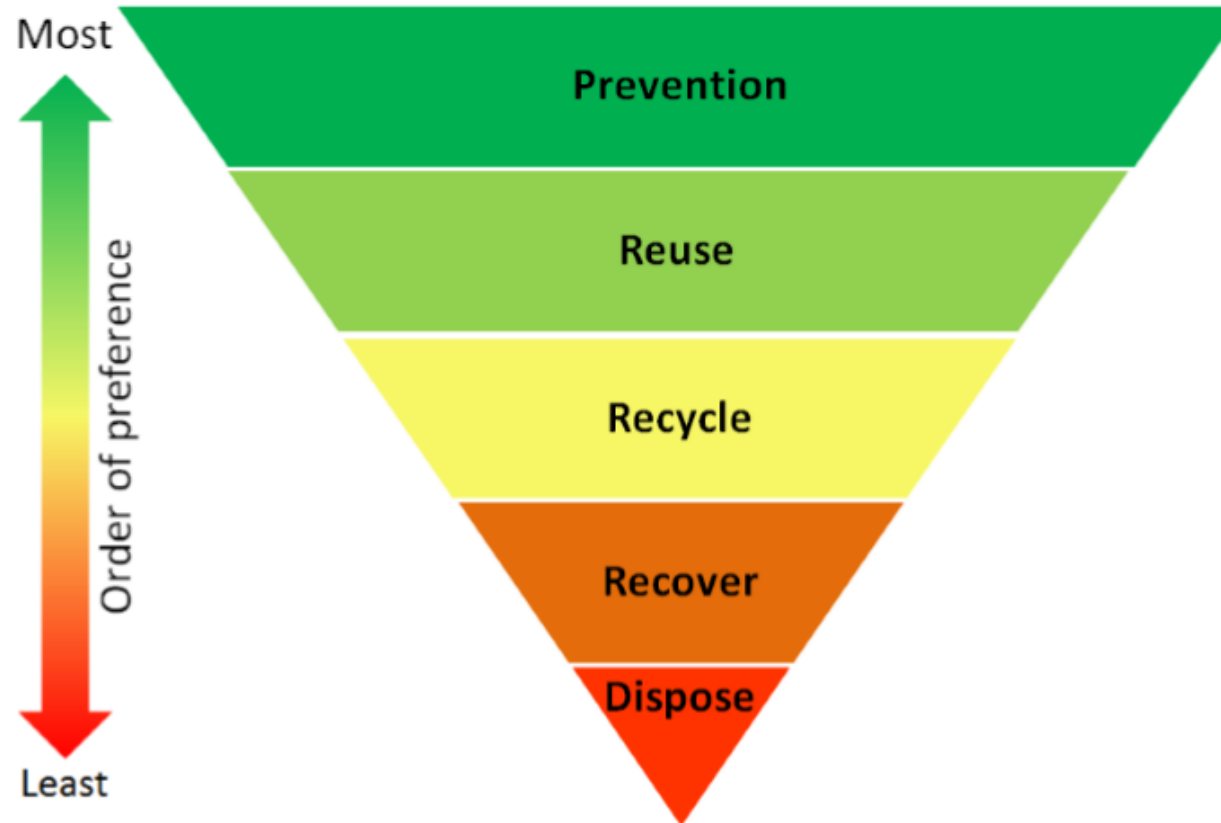 Most
Prevention
Reuse
Order of preference
Recycle
Recover
Dispose
Least